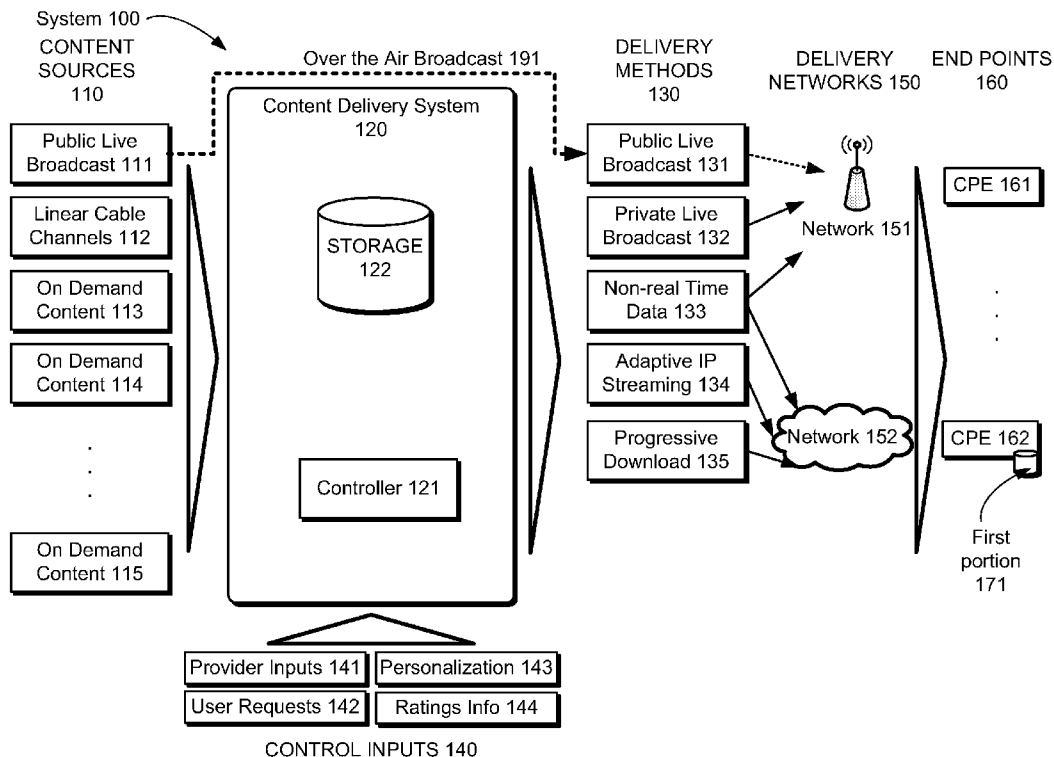 System 100
CONTENT
SOURCES
110
Over the Air Broadcast 191
DELIVERY
METHODS
130
DELIVERY
NETWORKS 150
END POINTS
160
Public Live
Broadcast 111
Linear Cable
Channels 112
On Demand
Content 113
On Demand
Content 114
On Demand
Content 115
Content Delivery System
120
STORAGE
122
Controller 121
Public Live
Broadcast 131
Private Live
Broadcast 132
Non-real Time
Data 133
Adaptive IP
Streaming 134
Progressive
Download 135
Network 151
Network 152
CPE 161
CPE 162
First
portion
171
Provider Inputs 141
Personalization 143
User Requests 142
Ratings Info 144
CONTROL INPUTS 140